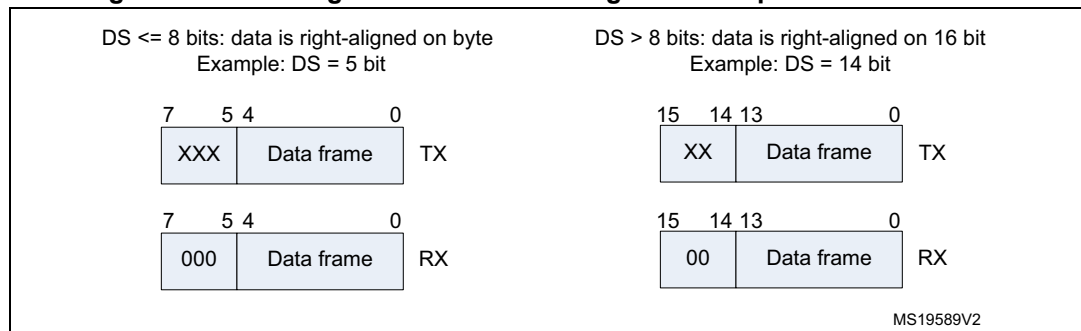 DS <= 8 bits: data is right-aligned on byte
Example: DS = 5 bit
7 5 4 0
XXX Data frame TX
7 5 4 0
000 Data frame RX
DS > 8 bits: data is right-aligned on 16 bit
Example: DS = 14 bit
15 14 13 0
XX Data frame TX
15 14 13 0
00 Data frame RX
MS19589V2